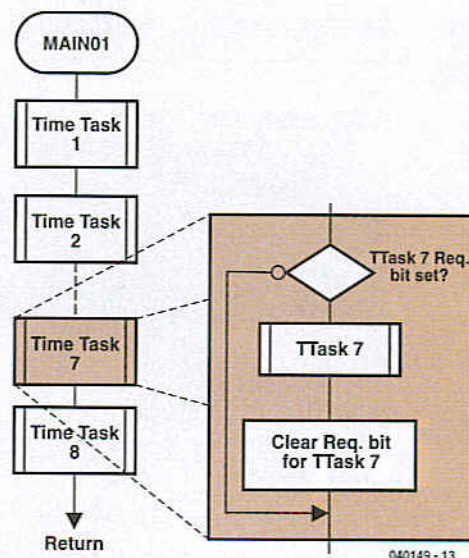 MAIN01
Time Task
1
Time Task
2
Time Task
7
Time Task
8
Return
TTask 7 Req.
bit set?
TTask 7
Clear Req. bit
for TTask 7
040149 - 13